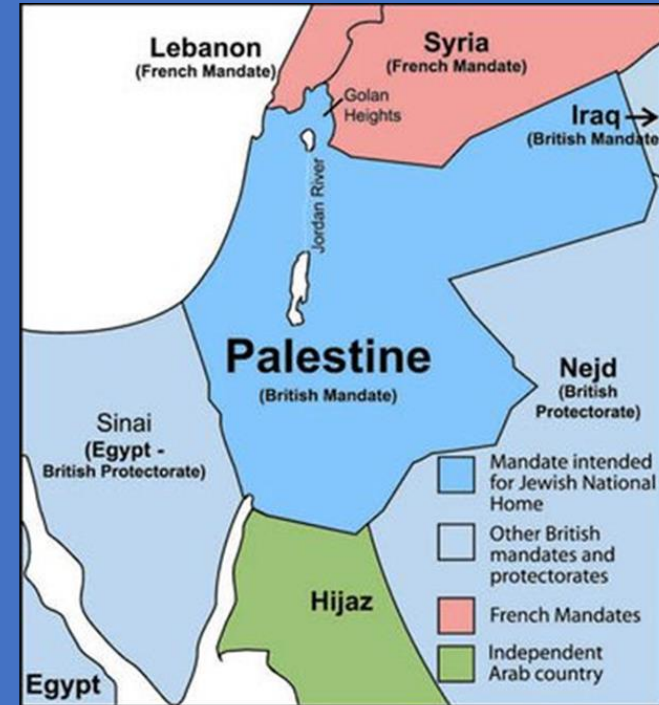 Lebanon
(French Mandate)
Syria
(French Mandate)
Golan
Heights
Iraq
(British Mandate
Jordan River
Palestine
(British Mandate)
Nejd
(British
Protectorate)
Sinai
(Egypt -
British Protectorate)
Mandate intended
for Jewish National
Home
Other British
mandates and
protectorates
Hijaz
French Mandates
Independent
Arab country
Egypt